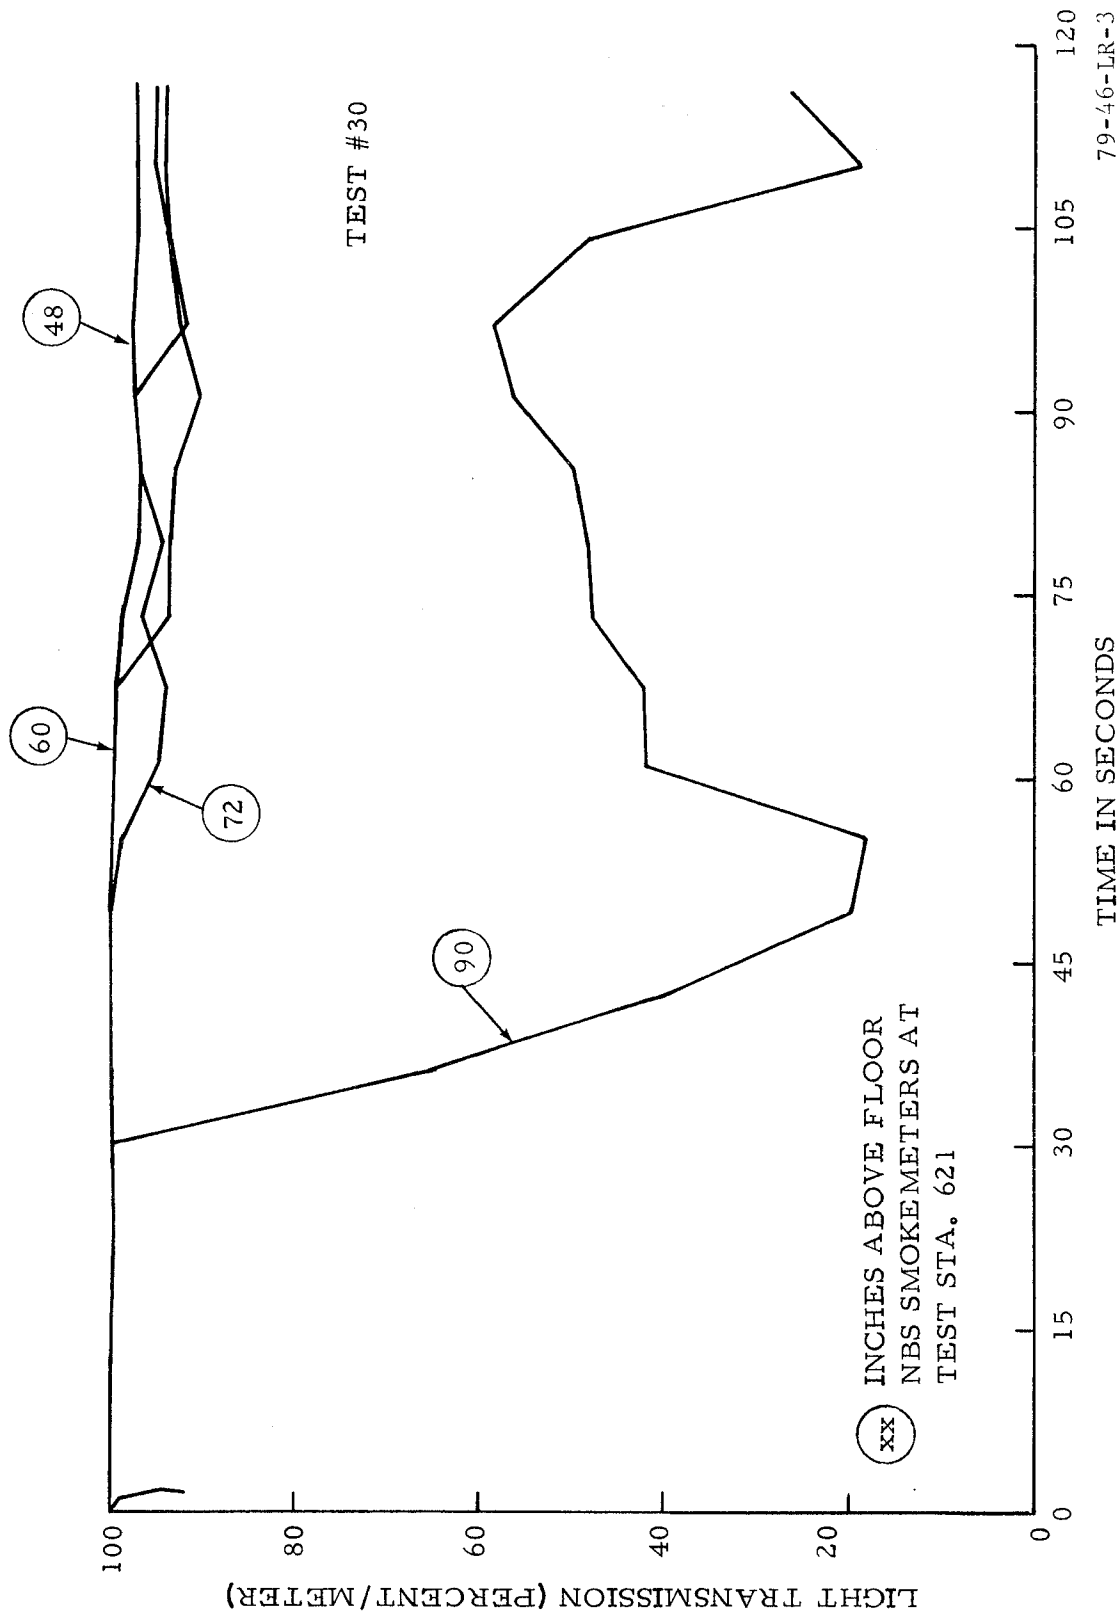 LIGHT TRANSMISSION (PERCENT/METER)
100
80
60
40
20
0
60
48
72
90
TEST #30
xx INCHES ABOVE FLOOR
NBS SMOKEMETERS AT
TEST STA. 621
0
15
30
45
60
75
90
105
120
TIME IN SECONDS
79-46-LR-3